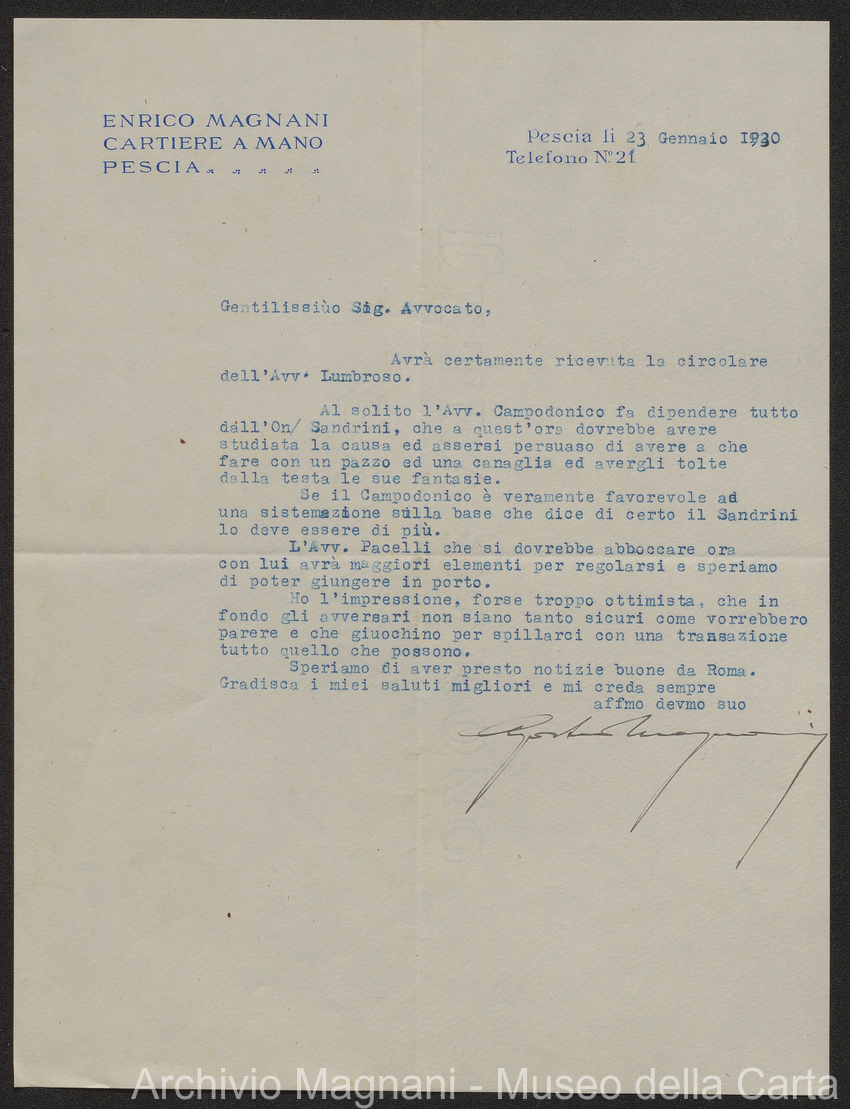 ENRICO MAGNANI
CARTIERE A MANO
PESCIA
Pescia li 23 Gennaio 1930
Telefono N.º 21
Gentilissiùo Sig. Avvocato,
Avrà certamente ricevuta la circolare
dell'Avv. Lumbroso.
Al solito l'Avv. Campodonico fa dipendere tutto
dall'On/ Sandrini, che a quest'ora dovrebbe avere
studiata la causa ed assersi persuaso di avere a che
fare con un pazzo ed una canaglia ed avergli tolte
dalla testa le sue fantasie.
Se il Campodonico è veramente favorevole ad
una sistemazione sulla base che dice di certo il Sandrini
lo deve essere di più.
L'Avv. Pacelli che si dovrebbe abboccare ora
con lui avrà maggiori elementi per regolarsi e speriamo
di poter giungere in porto.
Ho l'impressione, forse troppo ottimista, che in
fondo gli avversari non siano tanto sicuri come vorrebbero
parere e che giuochino per spillarci con una transazione
tutto quello che possono.
Speriamo di aver presto notizie buone da Roma.
Gradisca i miei saluti migliori e mi creda sempre
affmo devmo suo
Magnani
Archivio Magnani - Museo della Carta